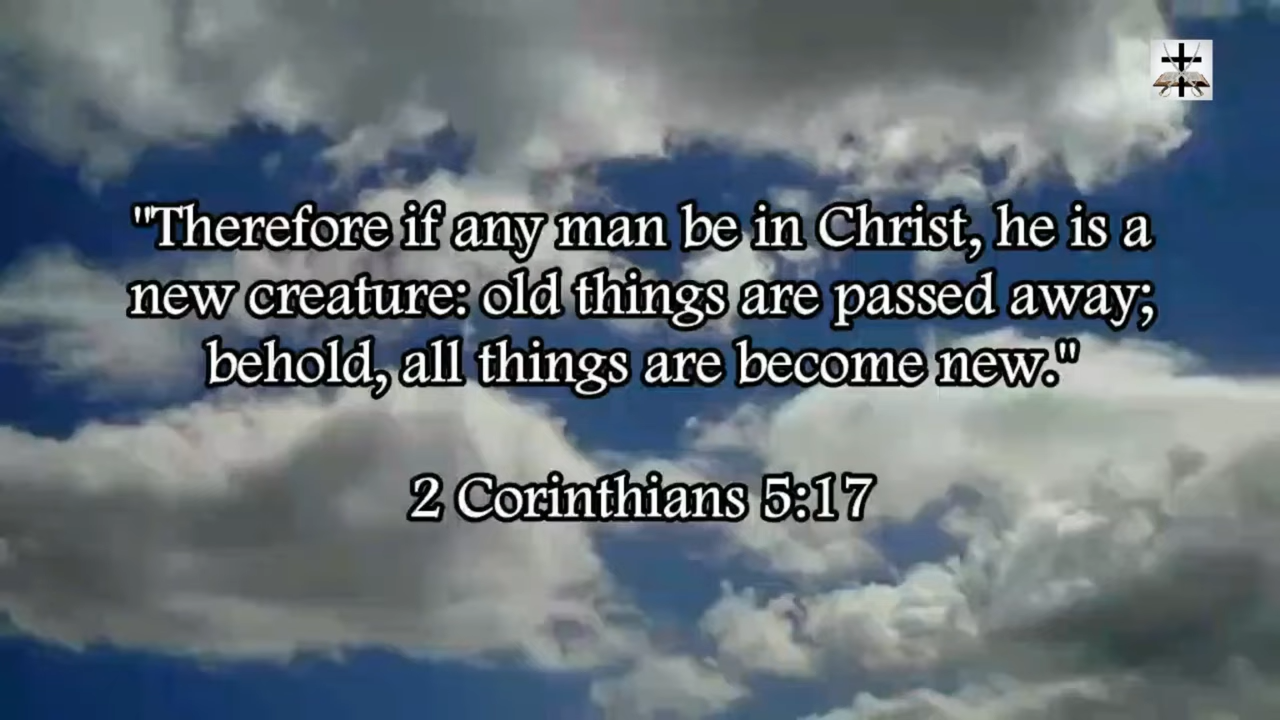 "Therefore if any man be in Christ, he is a
new creature: old things are passed away;
behold, all things are become new."
2 Corinthians 5:17